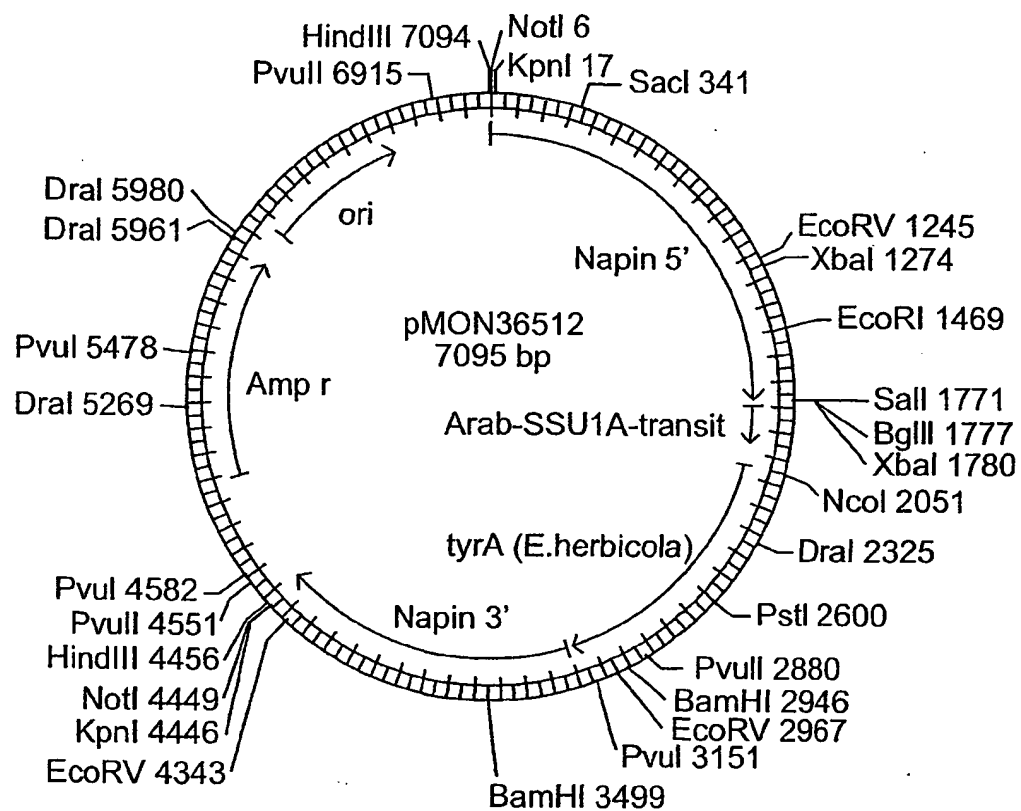 HindIII 7094
NotI 6
PvuII 6915
KpnI 17
SacI 341
DraI 5980
DraI 5961
ori
Napin 5’
EcoRV 1245
XbaI 1274
pMON36512
7095 bp
EcoRI 1469
PvuI 5478
Amp r
DraI 5269
Arab-SSU1A-transit
SalI 1771
BglII 1777
XbaI 1780
NcoI 2051
tyrA (E.herbicola)
DraI 2325
PvuI 4582
PvuII 4551
Napin 3’
PstI 2600
HindIII 4456
NotI 4449
KpnI 4446
EcoRV 4343
PvuII 2880
BamHI 2946
EcoRV 2967
PvuI 3151
BamHI 3499